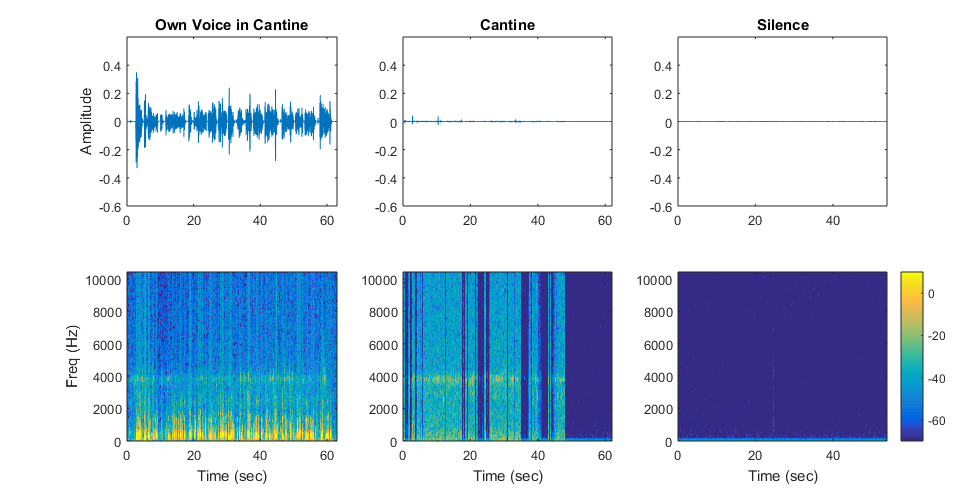 Own Voice in Cantine Cantine Silence
0.4 0.4 0.4
0.2 0.2 0.2
0 0 0
-0.2 -0.2 -0.2
-0.4 -0.4 -0.4
-0.6 -0.6 -0.6
Amplitude
0 20 40 60 0 20 40 60 0 20 40
10000 10000 10000
8000 8000 8000
6000 6000 6000
4000 4000 4000
2000 2000 2000
0 0 0
Freq (Hz)
0 20 40 60 0 20 40 60 0 20 40
Time (sec) Time (sec) Time (sec)
0
-20
-40
-60